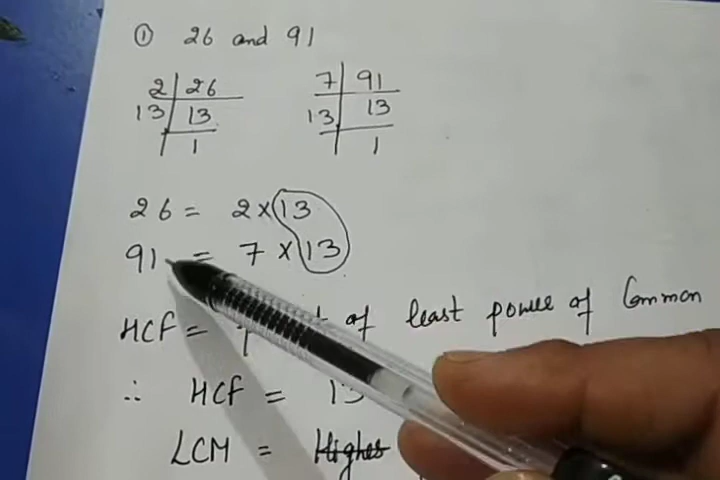 ① 26 and 91
2 26 7 91
13 13 13 13
1 1
26 = 2 × 13
91 = 7 × 13
HCF = of least power of Common
∴ HCF = 13
LCM =